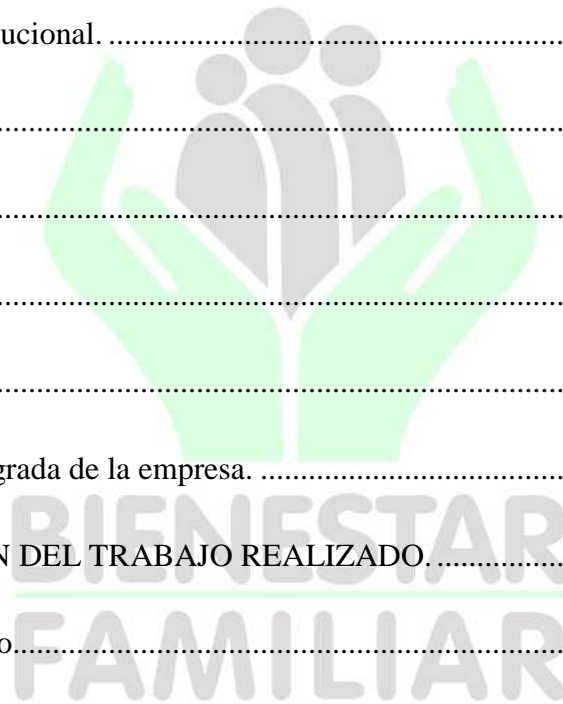 ucional. ..........................................................
.......................................................................
.......................................................................
.......................................................................
.......................................................................
grada de la empresa. ......................................
BIENESTAR
N DEL TRABAJO REALIZADO. ................
FAMILIAR
o......................................................................